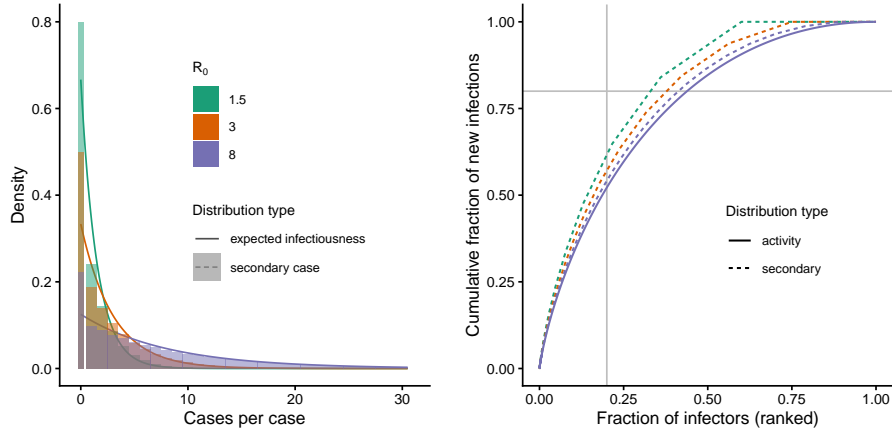 0.8
0.6
0.4
0.2
0.0
Density
0
10
20
30
Cases per case
R0
1.5
3
8
Distribution type
expected infectiousness
secondary case
1.00
0.75
0.50
0.25
0.00
Cumulative fraction of new infections
0.00
0.25
0.50
0.75
1.00
Fraction of infectors (ranked)
Distribution type
activity
secondary